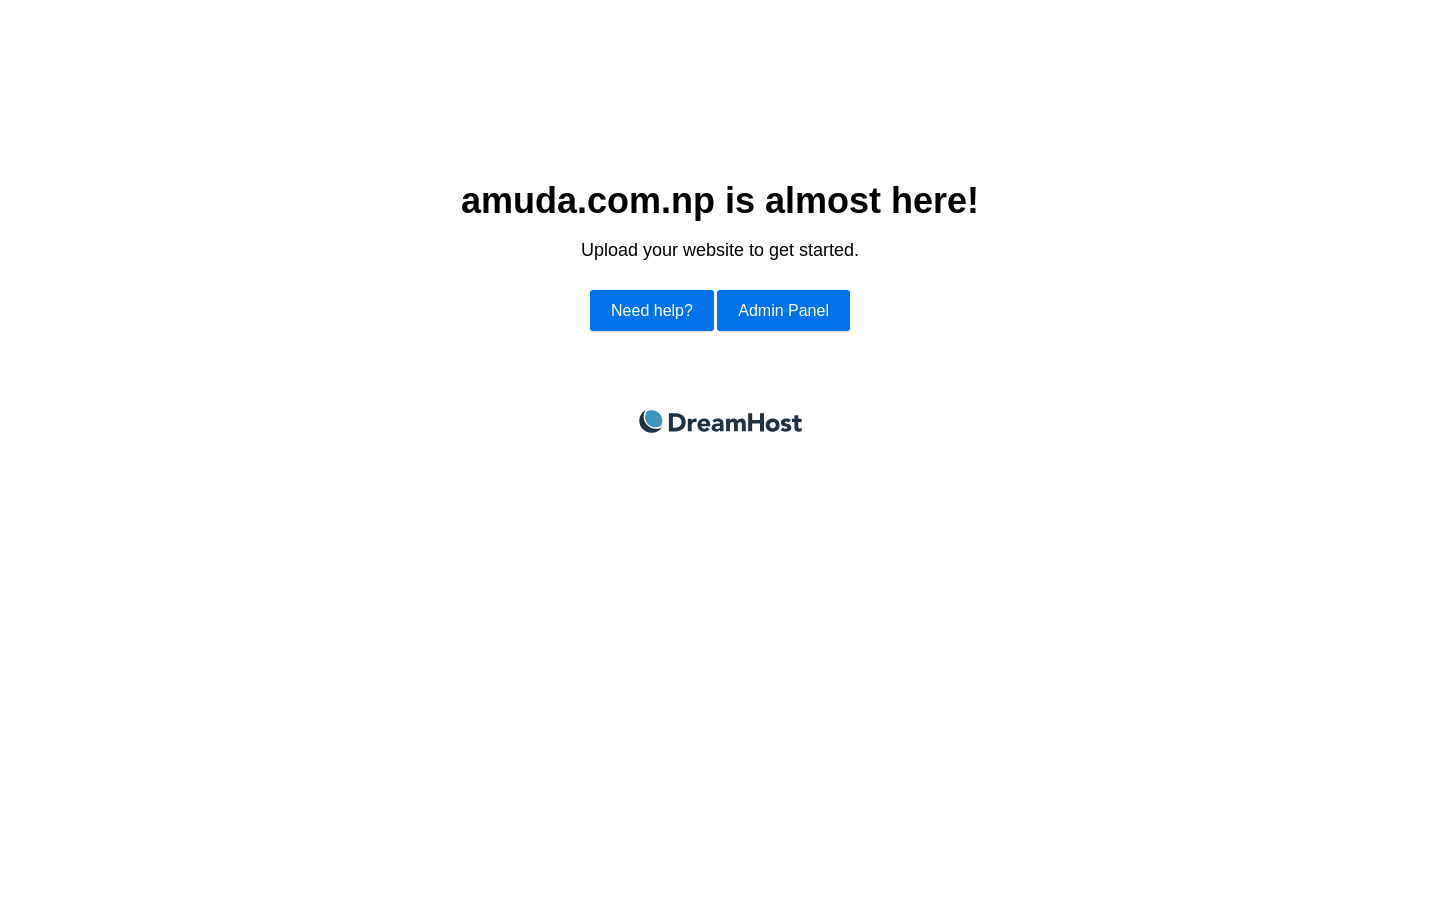 amuda.com.np is almost here!
Upload your website to get started.
Need help? Admin Panel
DreamHost